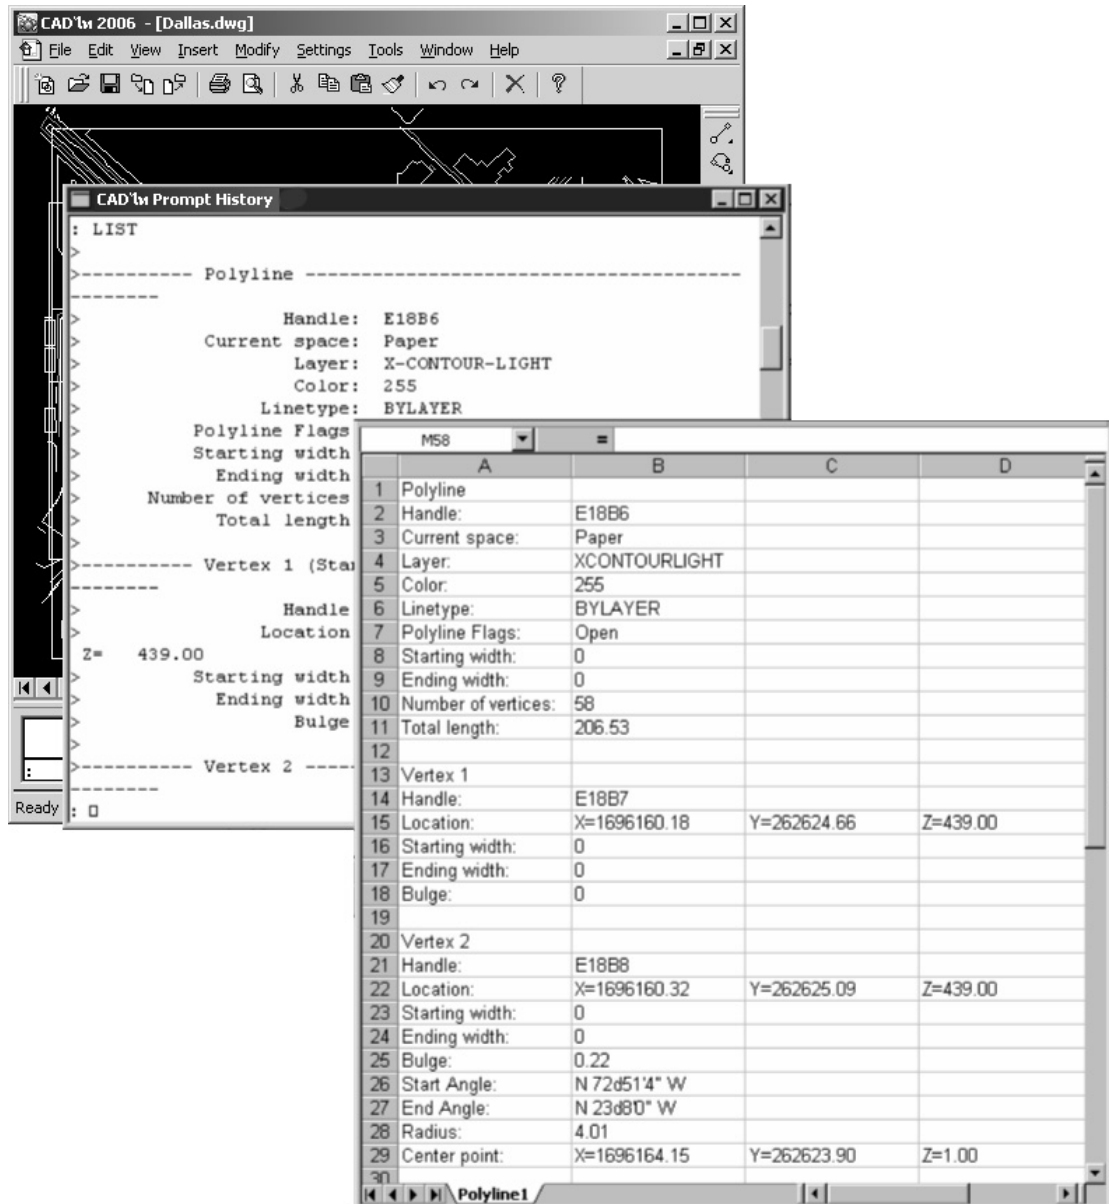 CAD'ln 2006 - [Dallas.dwg]
File Edit View Insert Modify Settings Tools Window Help
CAD'ln Prompt History
: LIST
>
>---------- Polyline ---------------------------------------
--------
> Handle: E18B6
> Current space: Paper
> Layer: X-CONTOUR-LIGHT
> Color: 255
> Linetype: BYLAYER
> Polyline Flags
> Starting width
> Ending width
> Number of vertices
> Total length
>
>---------- Vertex 1 (Star
--------
> Handle
> Location
Z= 439.00
> Starting width
> Ending width
> Bulge
>
>---------- Vertex 2 -----
--------
: 
Ready
:
M58 =
A B C D
1 Polyline
2 Handle: E18B6
3 Current space: Paper
4 Layer: XCONTOURLIGHT
5 Color: 255
6 Linetype: BYLAYER
7 Polyline Flags: Open
8 Starting width: 0
9 Ending width: 0
10 Number of vertices: 58
11 Total length: 206.53
12
13 Vertex 1
14 Handle: E18B7
15 Location: X=1696160.18 Y=262624.66 Z=439.00
16 Starting width: 0
17 Ending width: 0
18 Bulge: 0
19
20 Vertex 2
21 Handle: E18B8
22 Location: X=1696160.32 Y=262625.09 Z=439.00
23 Starting width: 0
24 Ending width: 0
25 Bulge: 0.22
26 Start Angle: N 72d51'4" W
27 End Angle: N 23d8'0" W
28 Radius: 4.01
29 Center point: X=1696164.15 Y=262623.90 Z=1.00
30
Polyline1